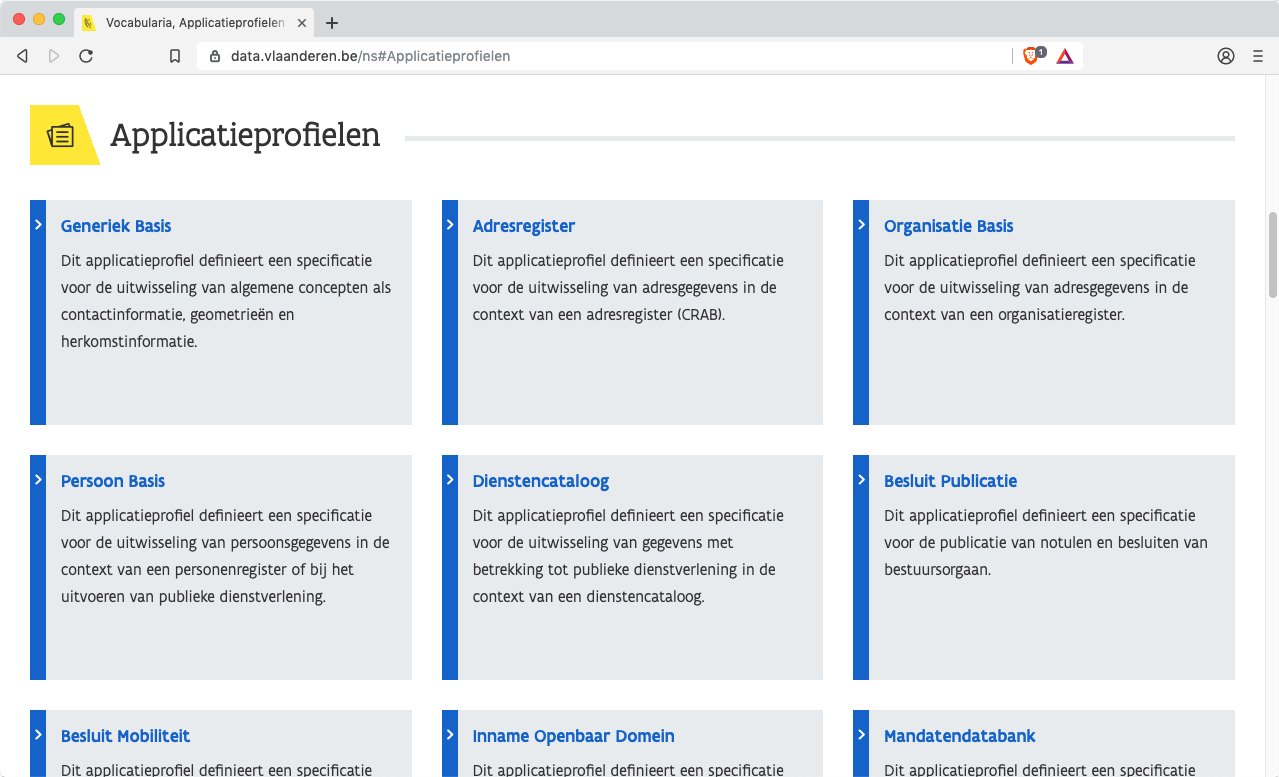 Vocabularia, Applicatieprofielen
data.vlaanderen.be/ns#Applicatieprofielen
1
Applicatieprofielen
Generiek Basis
Dit applicatieprofiel definieert een specificatie
voor de uitwisseling van algemene concepten als
contactinformatie, geometrieën en
herkomstinformatie.
Adresregister
Dit applicatieprofiel definieert een specificatie
voor de uitwisseling van adresgegevens in de
context van een adresregister (CRAB).
Organisatie Basis
Dit applicatieprofiel definieert een specificatie
voor de uitwisseling van adresgegevens in de
context van een organisatieregister.
Persoon Basis
Dit applicatieprofiel definieert een specificatie
voor de uitwisseling van persoonsgegevens in de
context van een personenregister of bij het
uitvoeren van publieke dienstverlening.
Dienstencataloog
Dit applicatieprofiel definieert een specificatie
voor de uitwisseling van gegevens met
betrekking tot publieke dienstverlening in de
context van een dienstencataloog.
Besluit Publicatie
Dit applicatieprofiel definieert een specificatie
voor de publicatie van notulen en besluiten van
bestuursorgaan.
Besluit Mobiliteit
Dit applicatieprofiel definieert een specificatie
Inname Openbaar Domein
Dit applicatieprofiel definieert een specificatie
Mandatendatabank
Dit applicatieprofiel definieert een specificatie